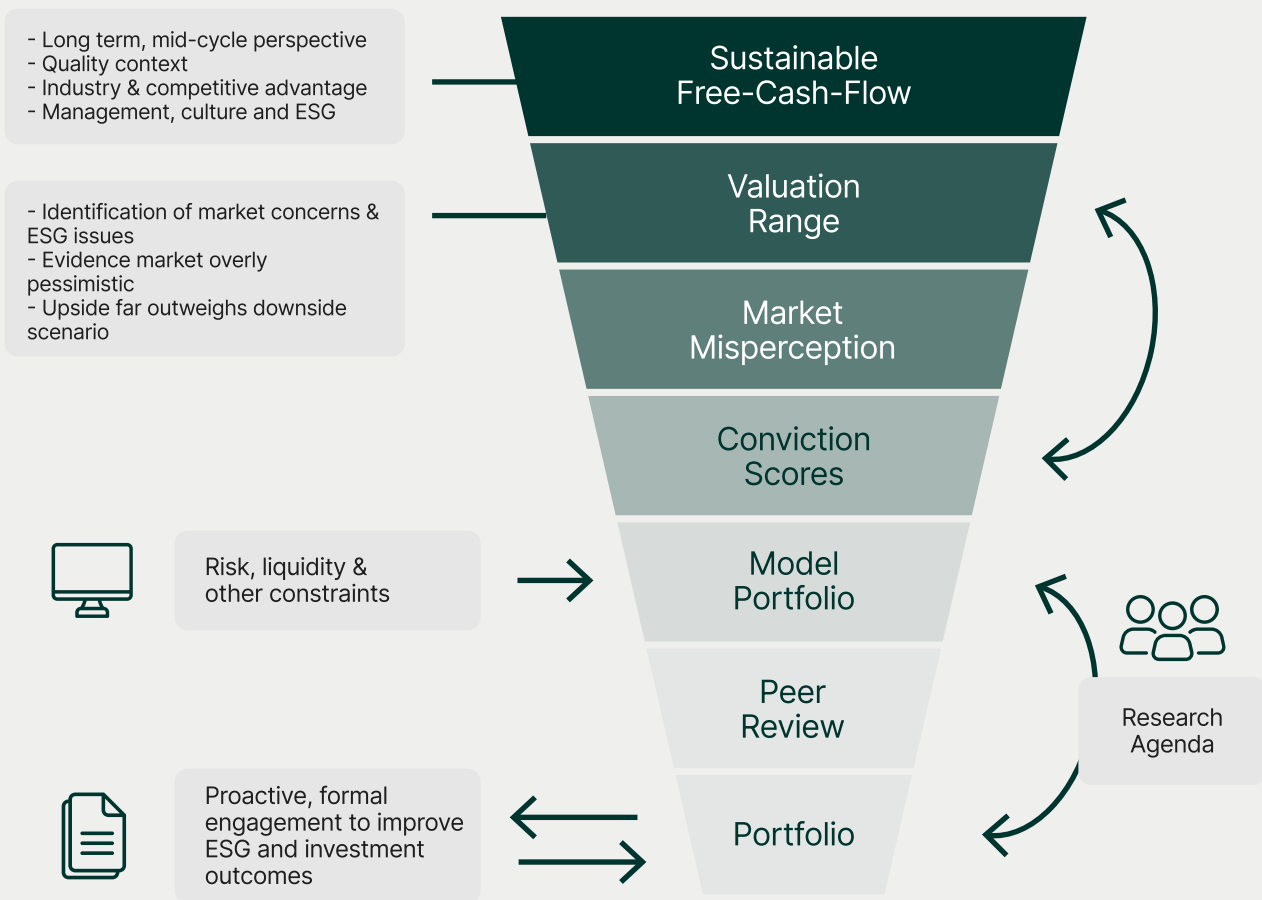 - Long term, mid-cycle perspective
- Quality context
- Industry & competitive advantage
- Management, culture and ESG
Sustainable
Free-Cash-Flow
- Identification of market concerns &
ESG issues
- Evidence market overly
pessimistic
- Upside far outweighs downside
scenario
Valuation
Range
Market
Misperception
Conviction
Scores
Risk, liquidity &
other constraints
Model
Portfolio
Peer
Review
Research
Agenda
Proactive, formal
engagement to improve
ESG and investment
outcomes
Portfolio